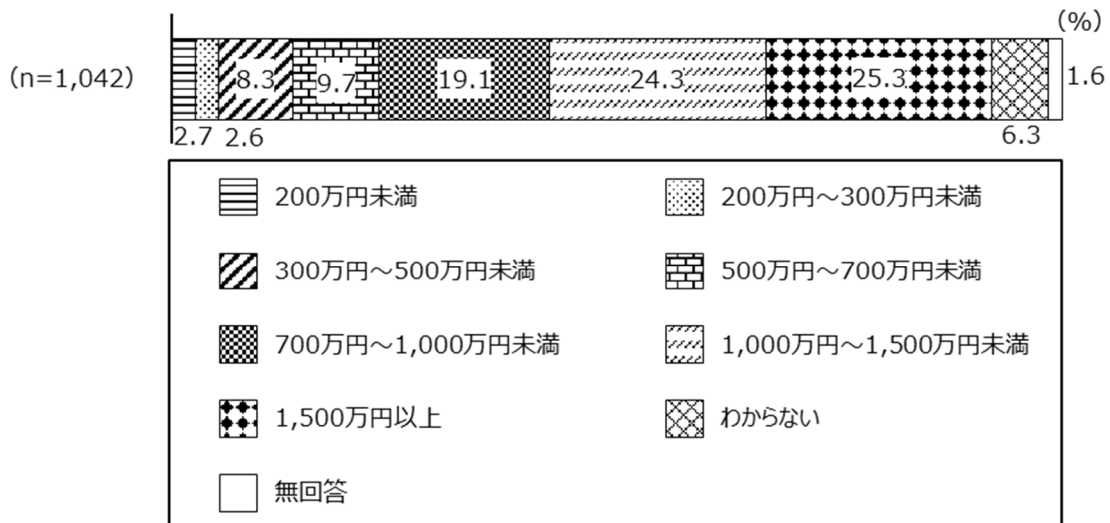 (%)
(n=1,042) 8.3 9.7 19.1 24.3 25.3 1.6
2.7 2.6 6.3
200万円未満 200万円～300万円未満
300万円～500万円未満 500万円～700万円未満
700万円～1,000万円未満 1,000万円～1,500万円未満
1,500万円以上 わからない
無回答